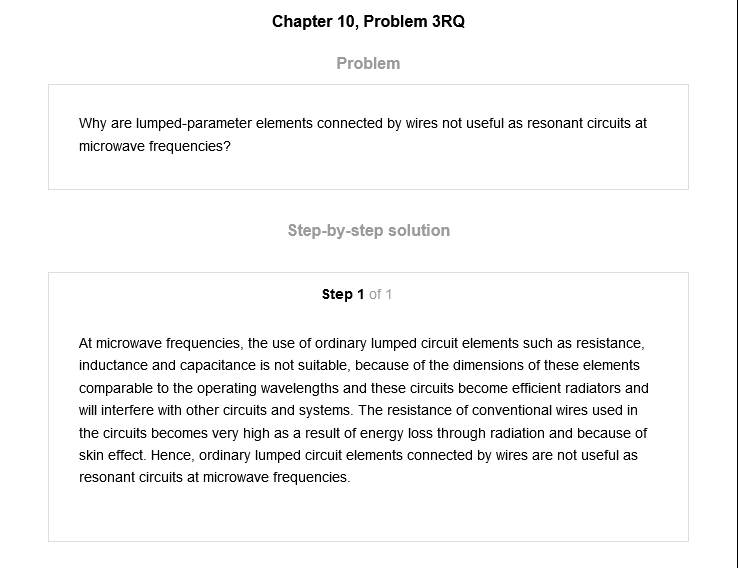 Chapter 10, Problem 3RQ
Problem
Why are lumped-parameter elements connected by wires not useful as resonant circuits at
microwave frequencies?
Step-by-step solution
Step 1 of 1
At microwave frequencies, the use of ordinary lumped circuit elements such as resistance,
inductance and capacitance is not suitable, because of the dimensions of these elements
comparable to the operating wavelengths and these circuits become efficient radiators and
will interfere with other circuits and systems. The resistance of conventional wires used in
the circuits becomes very high as a result of energy loss through radiation and because of
skin effect. Hence, ordinary lumped circuit elements connected by wires are not useful as
resonant circuits at microwave frequencies.